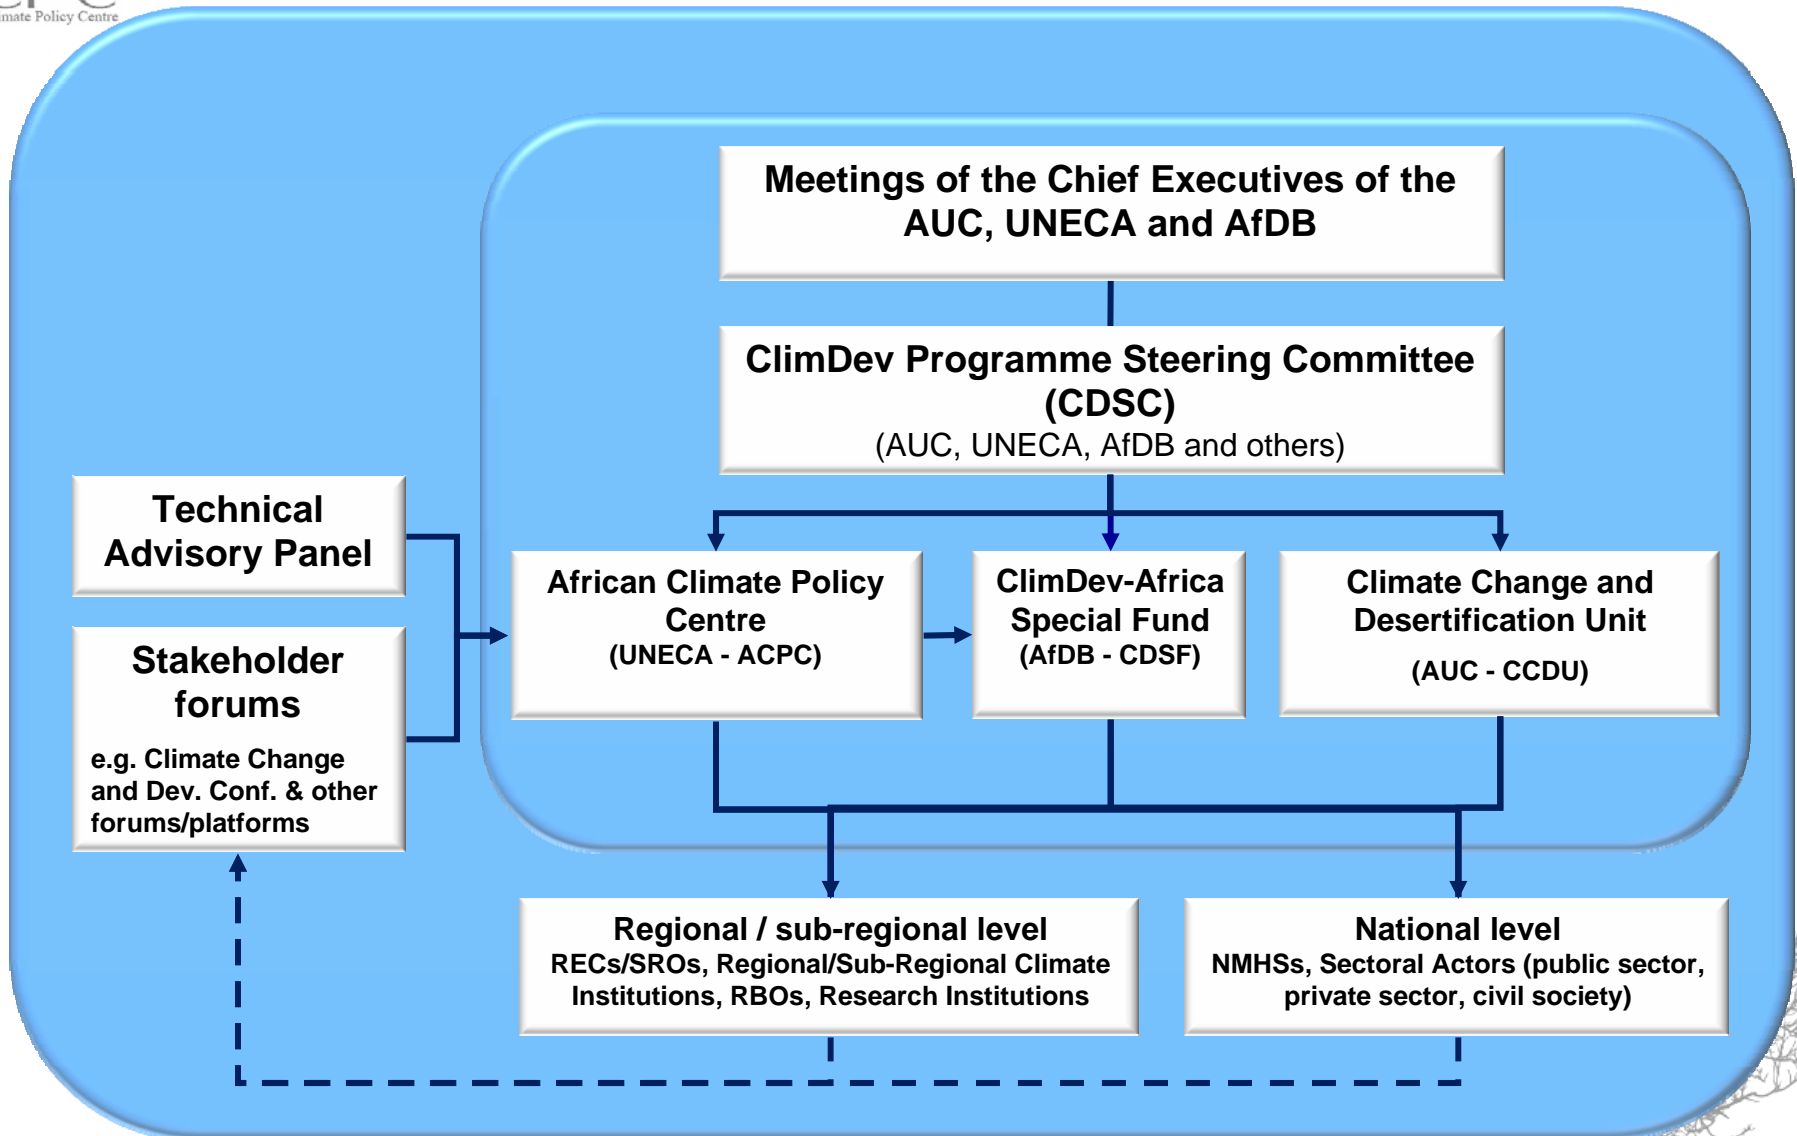 imate Policy Centre
Meetings of the Chief Executives of the
AUC, UNECA and AfDB
ClimDev Programme Steering Committee
(CDSC)
(AUC, UNECA, AfDB and others)
Technical
Advisory Panel
Stakeholder
forums
e.g. Climate Change
and Dev. Conf. & other
forums/platforms
African Climate Policy
Centre
(UNECA - ACPC)
ClimDev-Africa
Special Fund
(AfDB - CDSF)
Climate Change and
Desertification Unit
(AUC - CCDU)
Regional / sub-regional level
RECs/SROs, Regional/Sub-Regional Climate
Institutions, RBOs, Research Institutions
National level
NMHSs, Sectoral Actors (public sector,
private sector, civil society)